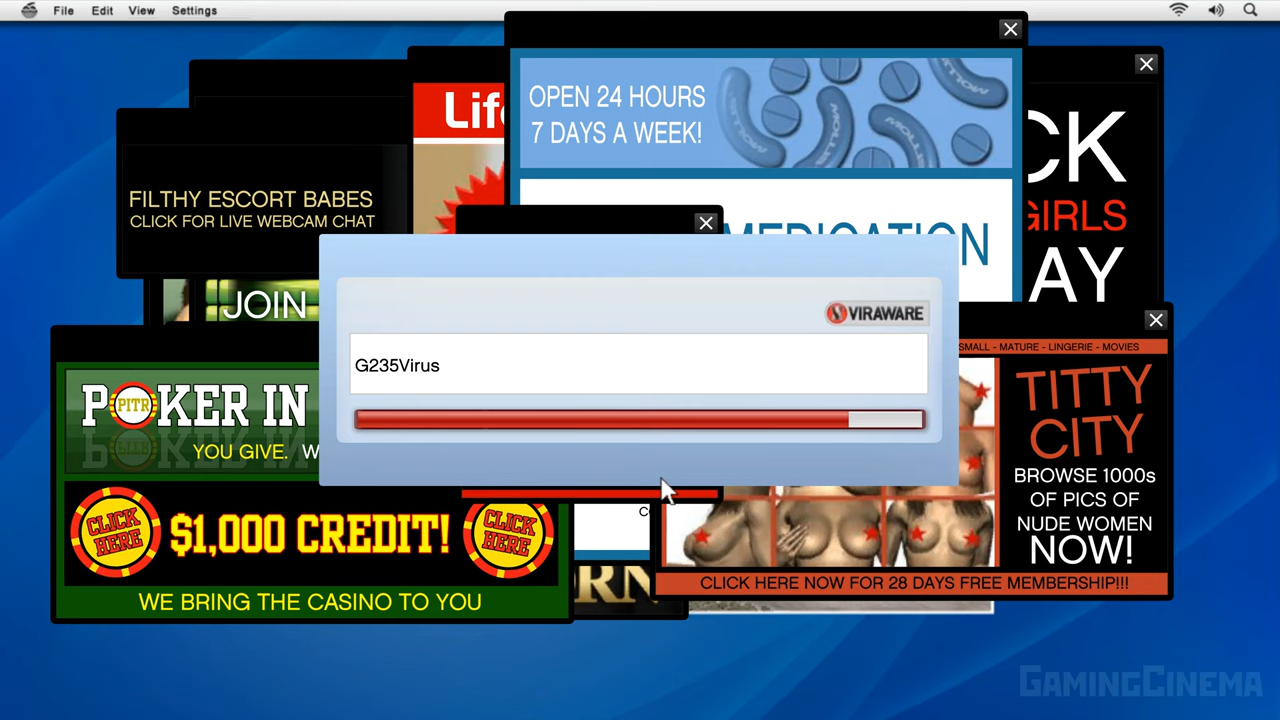 File Edit View Settings
OPEN 24 HOURS
7 DAYS A WEEK!
MEDICATION
GIRLS
FILTHY ESCORT BABES
CLICK FOR LIVE WEBCAM CHAT
JOIN
VIRAWARE
G235Virus
POKER IN
PITR
YOU GIVE.
CLICK HERE
$1,000 CREDIT!
CLICK HERE
WE BRING THE CASINO TO YOU
SMALL - MATURE - LINGERIE - MOVIES
TITTY
CITY
BROWSE 1000s
OF PICS OF
NUDE WOMEN
NOW!
CLICK HERE NOW FOR 28 DAYS FREE MEMBERSHIP!!!
GAMINGCINEMA